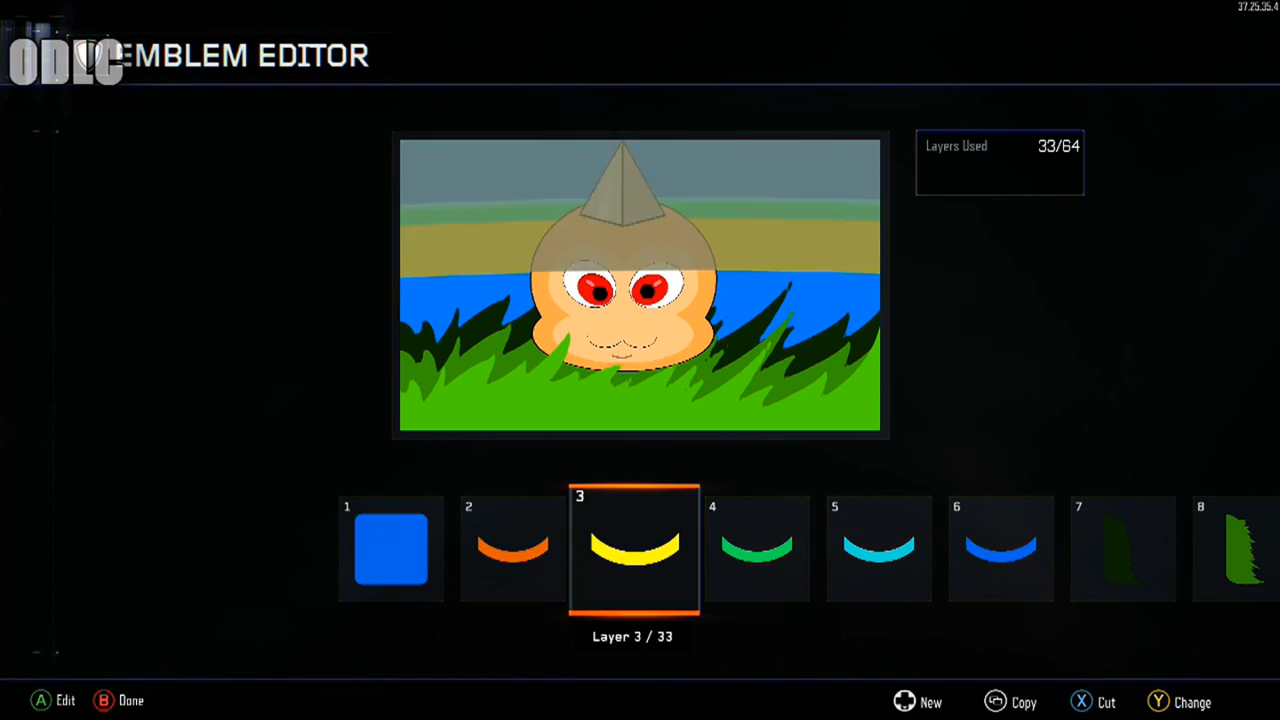 37.25.35.4
ODLC
EMBLEM EDITOR
Layers Used 33/64
1 2 3 4 5 6 7 8
Layer 3 / 33
A Edit B Done New Copy X Cut Y Change